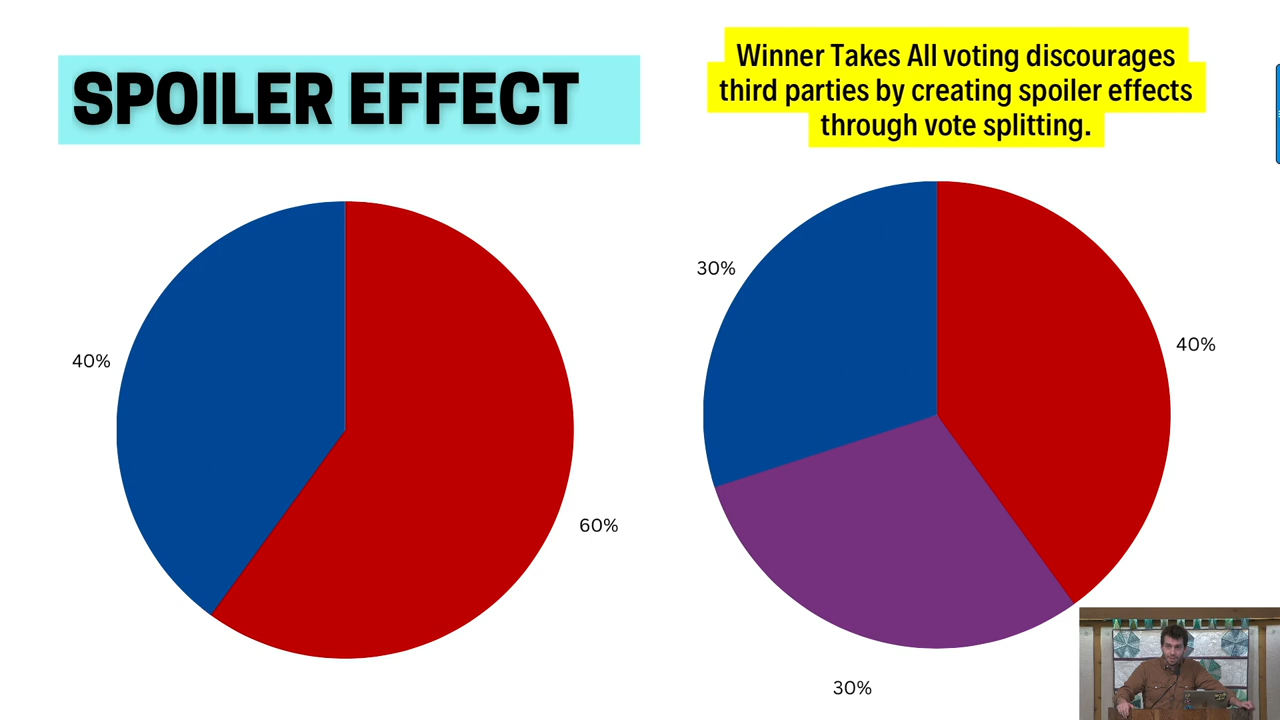 SPOILER EFFECT
Winner Takes All voting discourages
third parties by creating spoiler effects
through vote splitting.
40%
60%
30%
40%
30%